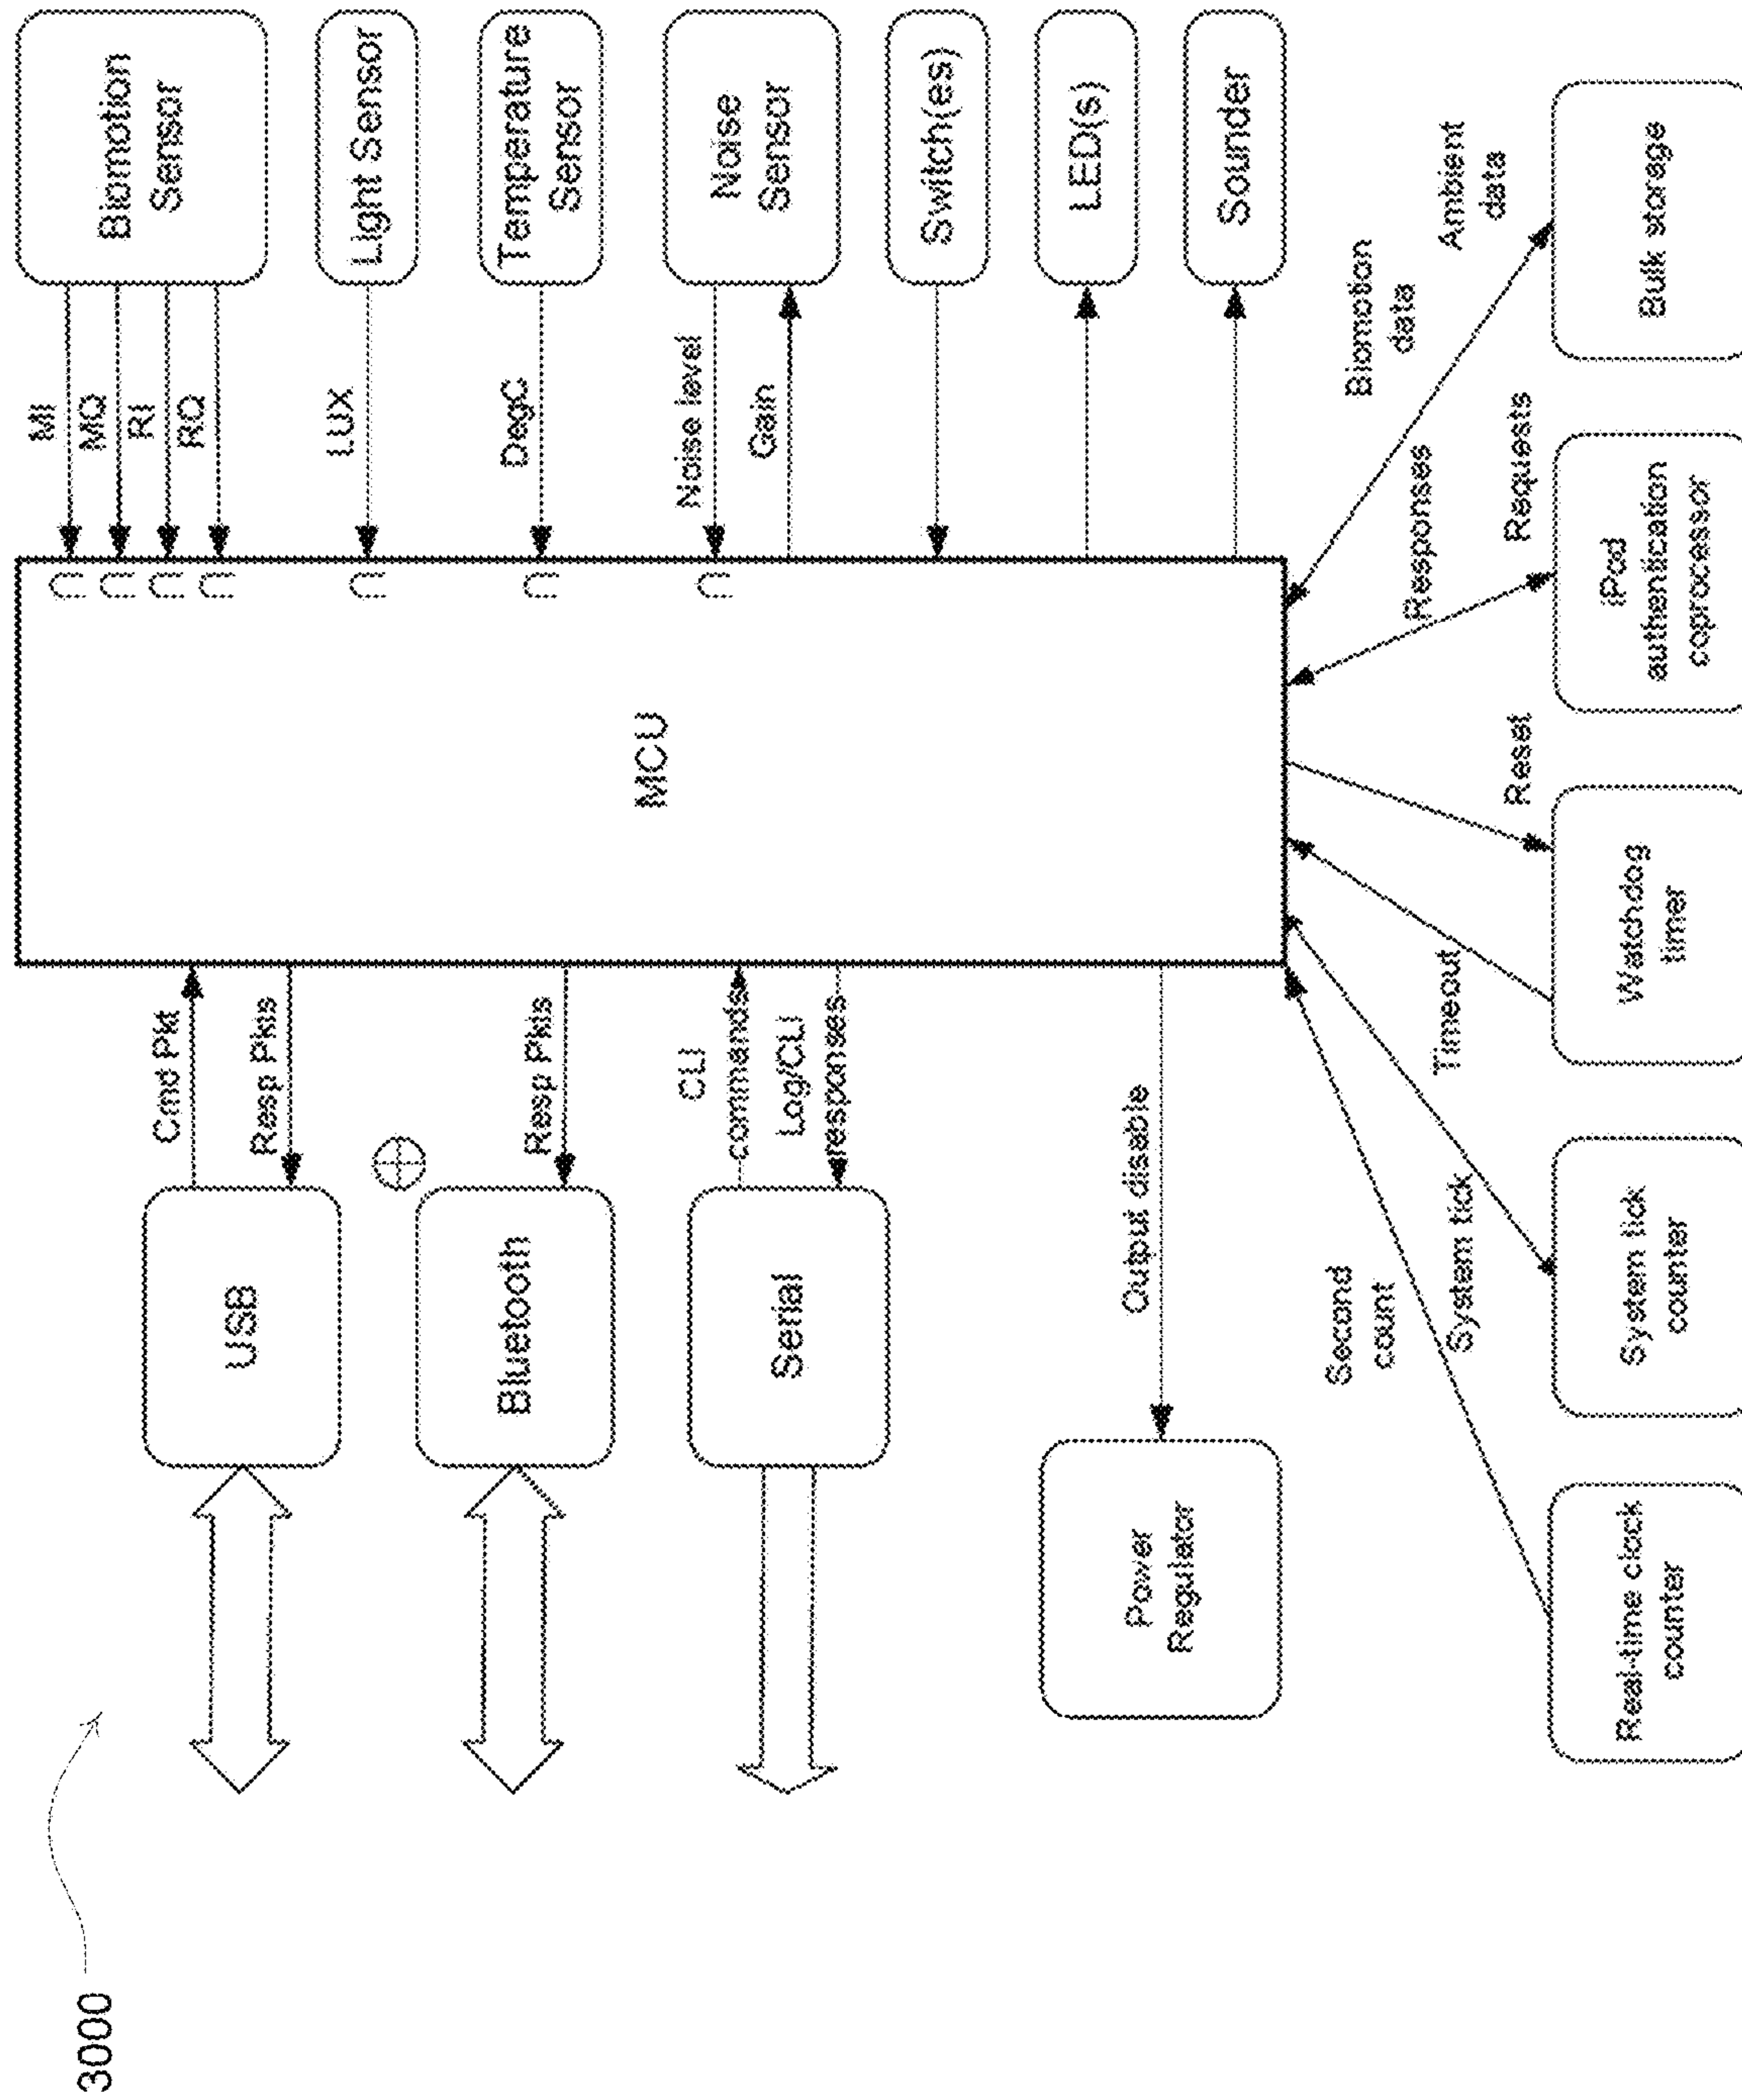 3000
USB
Bluetooth
Serial
Power
Regulator
Cmd Pkt
Resp Pkts
Resp Pkts
CLI
commands
Log/CLI
responses
Output disable
MCU
MI
MQ
RI
RQ
LUX
DegC
Noise level
Gain
Biomotion
Sensor
Light Sensor
Temperature
Sensor
Noise
Sensor
Switch(es)
LED(s)
Sounder
Second
count
System tick
Timeout
Reset
Responses
Requests
Biomotion
data
Ambient
data
Real-time clock
counter
System tick
counter
Watchdog
timer
iPod
authentication
coprocessor
Bulk storage